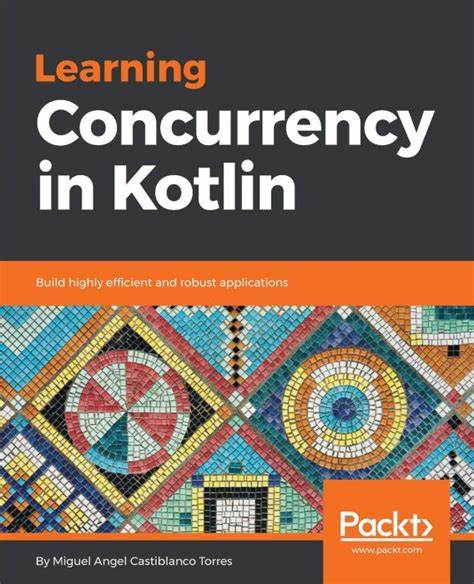 Learning
Concurrency
in Kotlin
Build highly efficient and robust applications
Packt>
www.packt.com
By Miguel Angel Castiblanco Torres